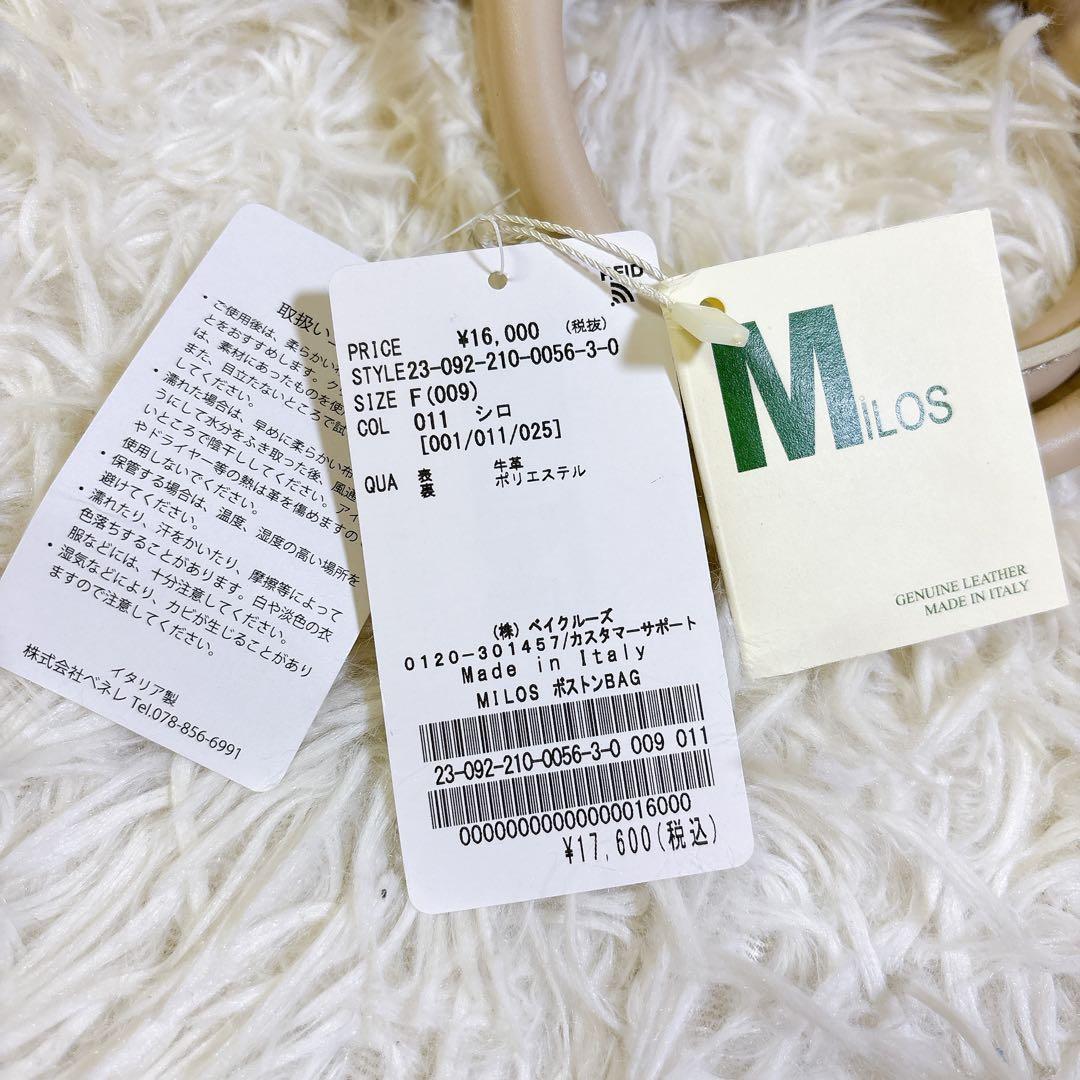 取扱い
・ご使用後は、柔らかい
とをおすすめします。ク
は、素材にあったものを使
また、目立たないところで試
してください。
・濡れた場合は、早めに柔らかい布
うにして水分をふき取った後、風通
いところで陰干ししてください。アイ
やドライヤー等の熱は革を傷めますの
使用しないでください。
・保管する場合は、温度、湿度の高い場所を
避けてください。
・濡れたり、汗をかいたり、摩擦等によって
色落ちすることがあります。白や淡色の衣
服などには、十分注意してください。
・湿気などにより、カビが生じることがあり
ますので注意してください。
イタリア製
株式会社ベネレ Tel.078-856-6991
RFID
PRICE ¥16,000 (税抜)
STYLE23-092-210-0056-3-0
SIZE F(009)
COL 011 シロ
[001/011/025]
QUA 表 牛革
裏 ポリエステル
(株) ベイクルーズ
0120-301457/カスタマーサポート
Made in Italy
MILOS ボストンBAG
23-092-210-0056-3-0 009 011
00000000000000016000
¥17,600(税込)
MiLOS
GENUINE LEATHER
MADE IN ITALY